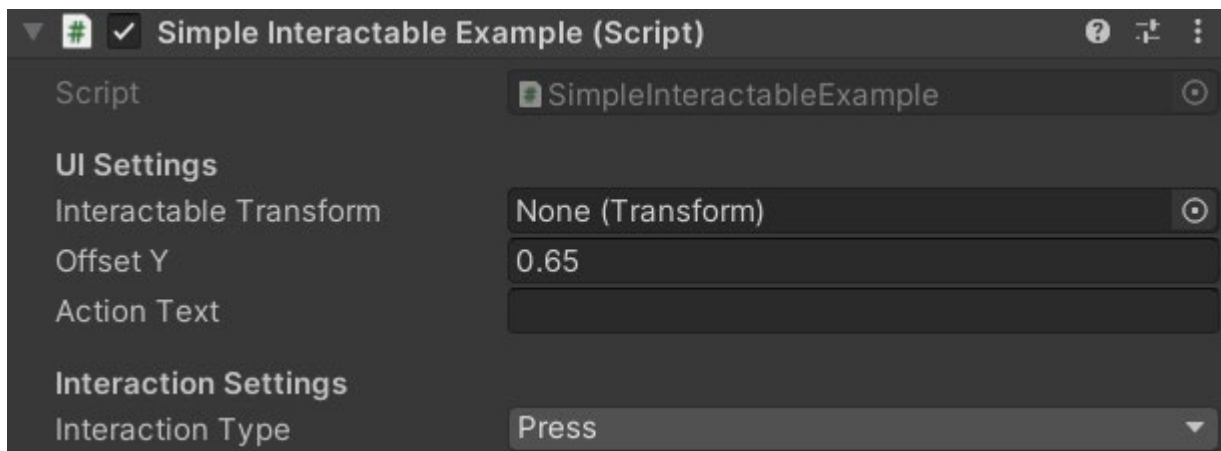 # Simple Interactable Example (Script)
Script # SimpleInteractableExample
UI Settings
Interactable Transform None (Transform)
Offset Y 0.65
Action Text
Interaction Settings
Interaction Type Press